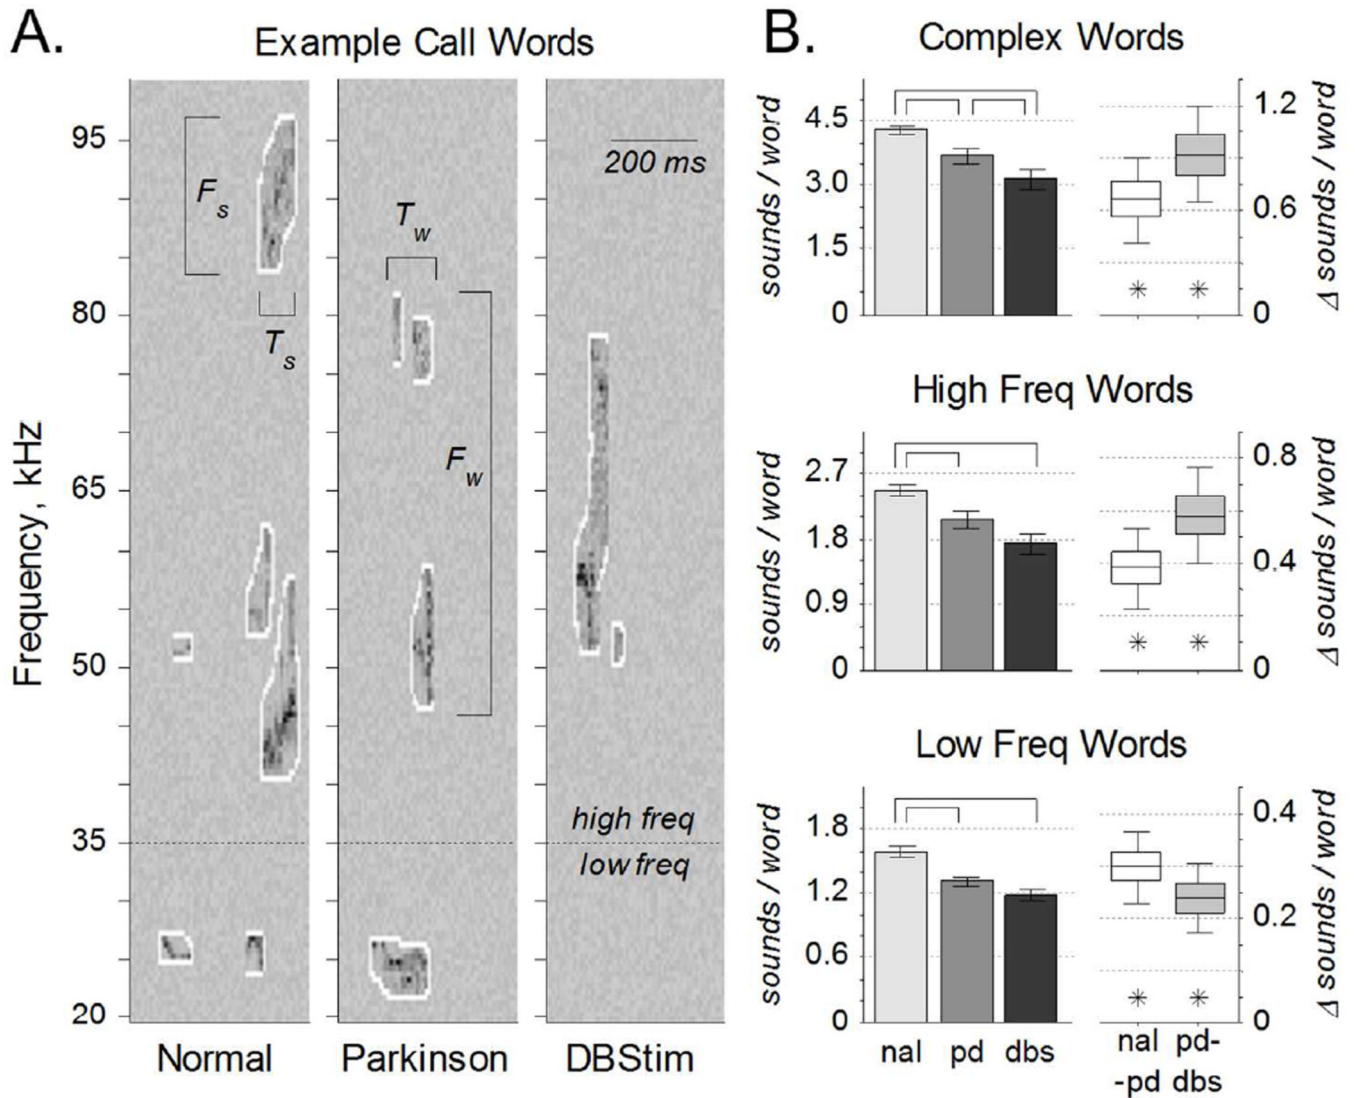 A.
Example Call Words
Frequency, kHz
95
80
65
50
35
20
Fs
Ts
Tw
Fw
200 ms
high freq
low freq
Normal
Parkinson
DBStim
B.
Complex Words
sounds / word
4.5
3.0
1.5
0
1.2
0.6
0
Δ sounds / word
* *
High Freq Words
sounds / word
2.7
1.8
0.9
0
0.8
0.4
0
Δ sounds / word
* *
Low Freq Words
sounds / word
1.8
1.2
0.6
0
0.4
0.2
0
Δ sounds / word
* *
nal pd dbs
nal pd-
-pd dbs